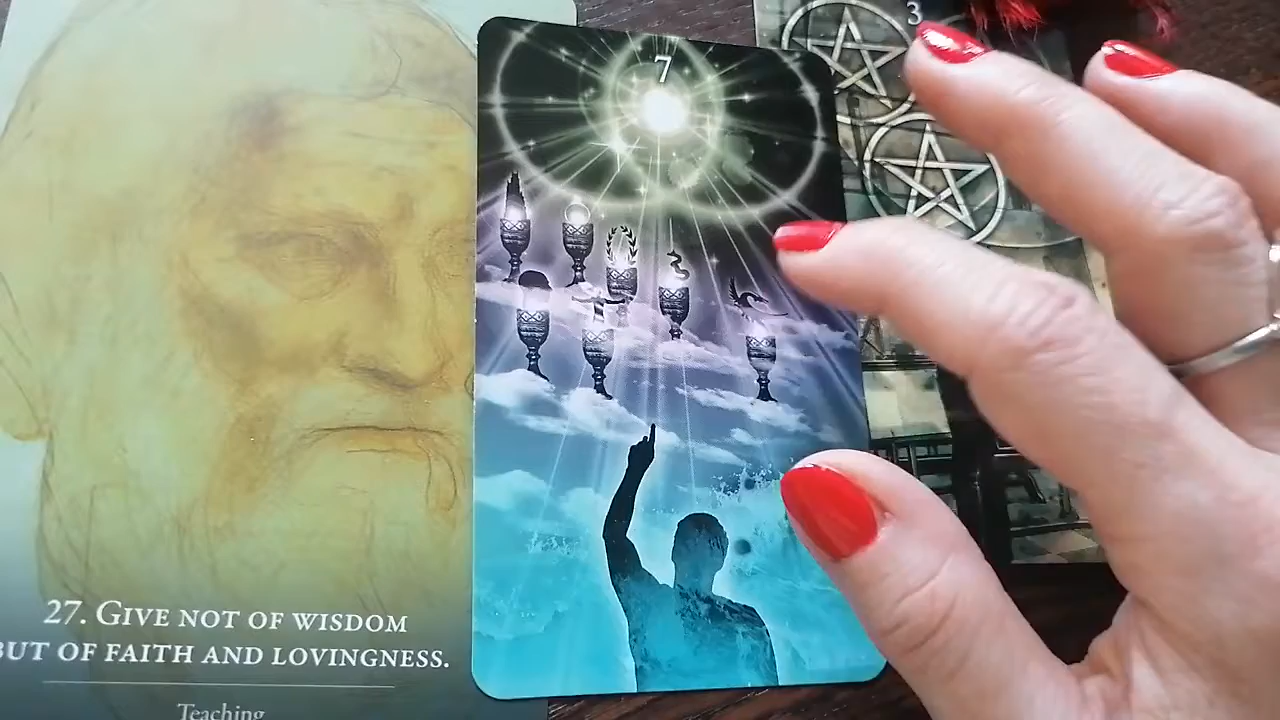 27. GIVE NOT OF WISDOM
BUT OF FAITH AND LOVINGNESS.
Teaching
7
3